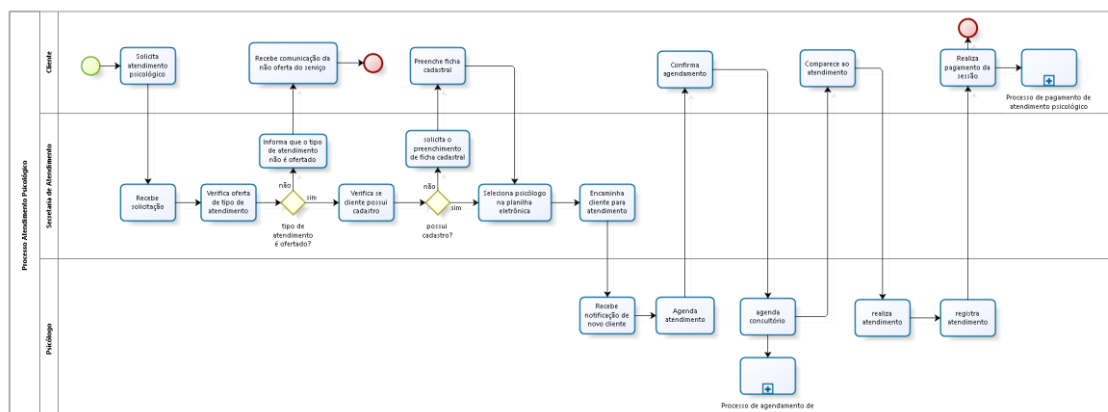 Processo Atendimento Psicológico
Cliente
Solicita
atendimento
psicológico
Recebe comunicação da
não oferta do serviço
Preenche ficha
cadastral
Confirma
agendamento
Comparece ao
atendimento
Realiza
pagamento da
sessão
Processo de pagamento de
atendimento psicológico
Secretaria de Atendimento
Informa que o tipo
de atendimento
não é ofertado
solicita o
preenchimento
de ficha cadastral
não
não
Recebe
solicitação
Verifica oferta
de tipo de
atendimento
sim
tipo de
atendimento
é ofertado?
Verifica se
cliente possui
cadastro
sim
possui
cadastro?
Seleciona psicólogo
na planilha
eletrônica
Encaminha
cliente para
atendimento
Psicólogo
Recebe
notificação de
novo cliente
Agenda
atendimento
agenda
consultório
realiza
atendimento
registra
atendimento
Processo de agendamento de